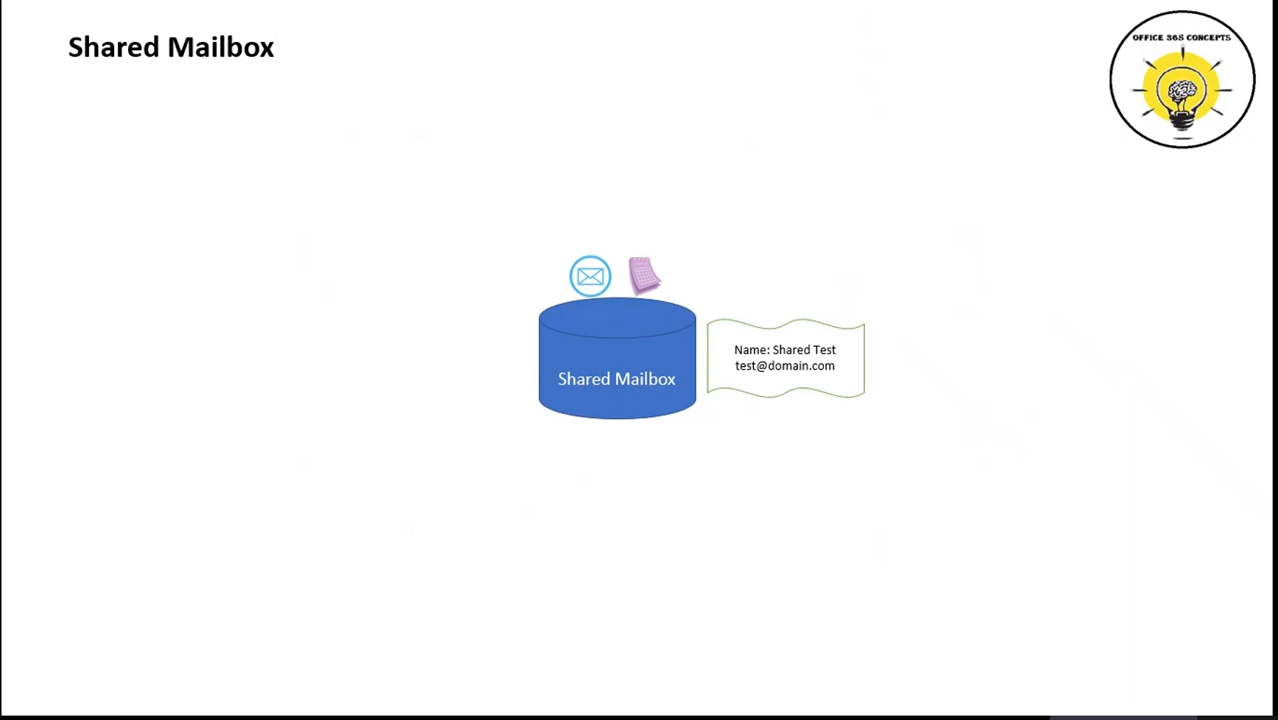 Shared Mailbox
OFFICE 365 CONCEPTS
Shared Mailbox
Name: Shared Test
test@domain.com